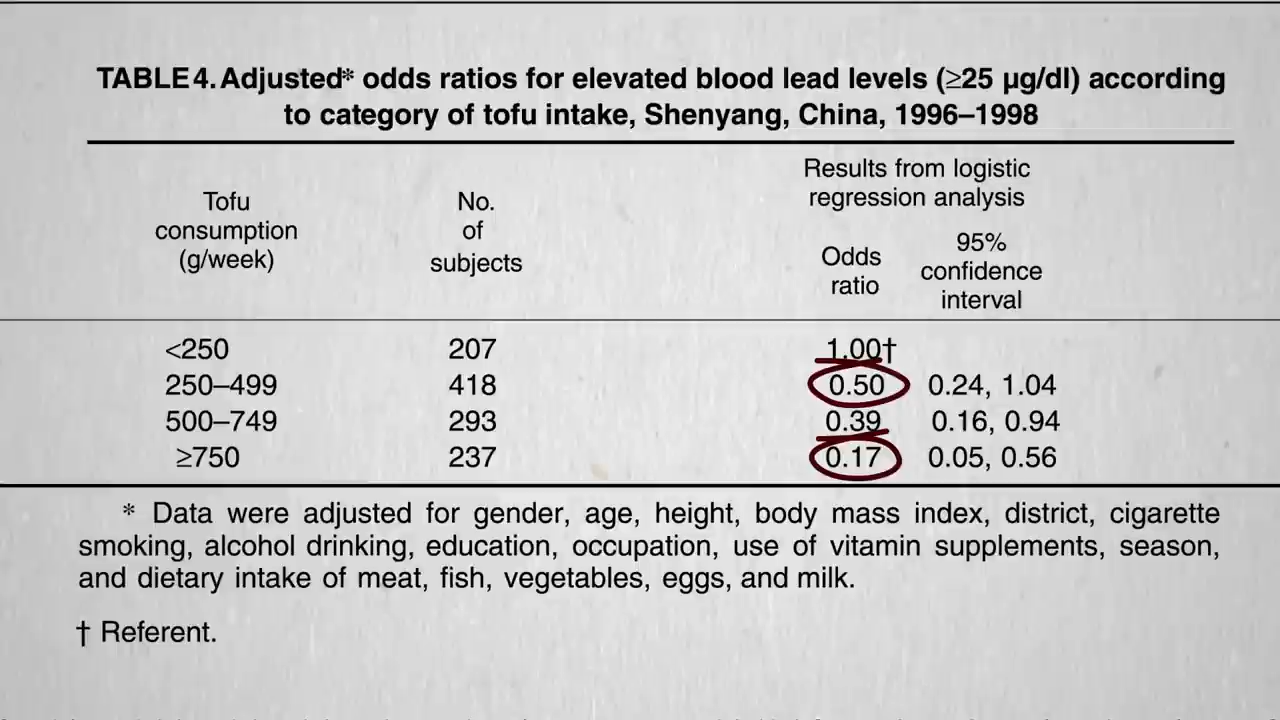 TABLE 4. Adjusted* odds ratios for elevated blood lead levels (≥25 µg/dl) according
to category of tofu intake, Shenyang, China, 1996–1998
Tofu
consumption
(g/week)
No.
of
subjects
Results from logistic
regression analysis
Odds
ratio
95%
confidence
interval
<250 207 1.00†
250–499 418 0.50 0.24, 1.04
500–749 293 0.39 0.16, 0.94
≥750 237 0.17 0.05, 0.56
* Data were adjusted for gender, age, height, body mass index, district, cigarette
smoking, alcohol drinking, education, occupation, use of vitamin supplements, season,
and dietary intake of meat, fish, vegetables, eggs, and milk.
† Referent.